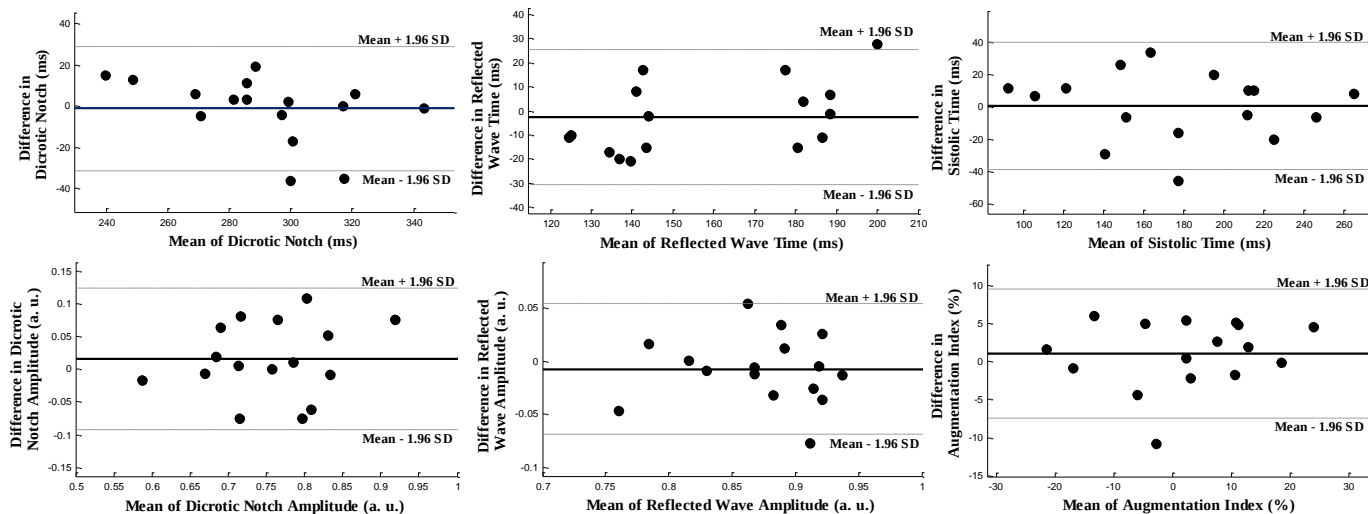 Difference in
Dicrotic Notch (ms)
40
20
0
-20
-40
Mean + 1.96 SD
Mean - 1.96 SD
240
260
280
300
320
340
Mean of Dicrotic Notch (ms)
Difference in Reflected
Wave Time (ms)
40
30
20
10
0
-10
-20
-30
-40
Mean + 1.96 SD
Mean - 1.96 SD
120
130
140
150
160
170
180
190
200
210
Mean of Reflected Wave Time (ms)
Difference in
Sistolic Time (ms)
60
40
20
0
-20
-40
-60
Mean + 1.96 SD
Mean - 1.96 SD
100
120
140
160
180
200
220
240
260
Mean of Sistolic Time (ms)
Difference in Dicrotic
Notch Amplitude (a. u.)
0.15
0.1
0.05
0
-0.05
-0.1
-0.15
Mean + 1.96 SD
Mean - 1.96 SD
0.5
0.55
0.6
0.65
0.7
0.75
0.8
0.85
0.9
0.95
1
Mean of Dicrotic Notch Amplitude (a. u.)
Difference in Reflected
Wave Amplitude (a. u.)
0.05
0
-0.05
-0.1
Mean + 1.96 SD
Mean - 1.96 SD
0.7
0.75
0.8
0.85
0.9
0.95
1
Mean of Reflected Wave Amplitude (a. u.)
Difference in
Augmentation Index (%)
10
5
0
-5
-10
-15
Mean + 1.96 SD
Mean - 1.96 SD
-30
-20
-10
0
10
20
30
Mean of Augmentation Index (%)